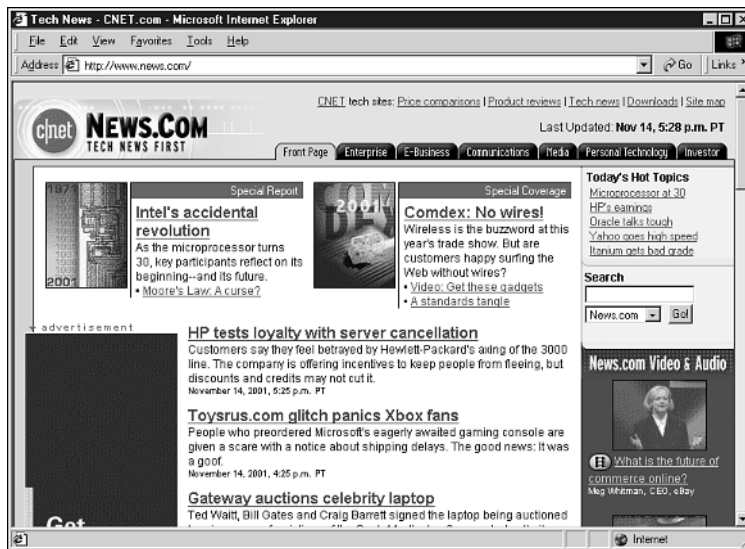 Tech News - CNET.com - Microsoft Internet Explorer
File Edit View Favorites Tools Help
Address http://www.news.com/ Go Links
CNET tech sites: Price comparisons | Product reviews | Tech news | Downloads | Site map
c|net NEWS.COM
TECH NEWS FIRST
Last Updated: Nov 14, 5:28 p.m. PT
Front Page Enterprise E-Business Communications Media Personal Technology Investor
1971
2001
Special Report
Intel's accidental
revolution
As the microprocessor turns
30, key participants reflect on its
beginning--and its future.
• Moore's Law: A curse?
2001
Special Coverage
Comdex: No wires!
Wireless is the buzzword at this
year's trade show. But are
customers happy surfing the
Web without wires?
• Video: Get these gadgets
• A standards tangle
Today's Hot Topics
Microprocessor at 30
HP's earnings
Oracle talks tough
Yahoo goes high speed
Itanium gets bad grade
Search
News.com Go!
advertisement
Get
HP tests loyalty with server cancellation
Customers say they feel betrayed by Hewlett-Packard's axing of the 3000
line. The company is offering incentives to keep people from fleeing, but
discounts and credits may not cut it.
November 14, 2001, 5:25 p.m. PT
Toysrus.com glitch panics Xbox fans
People who preordered Microsoft's eagerly awaited gaming console are
given a scare with a notice about shipping delays. The good news: It was
a goof.
November 14, 2001, 4:25 p.m. PT
Gateway auctions celebrity laptop
Ted Waitt, Bill Gates and Craig Barrett signed the laptop being auctioned
News.com Video & Audio
What is the future of
commerce online?
Meg Whitman, CEO, eBay
Internet